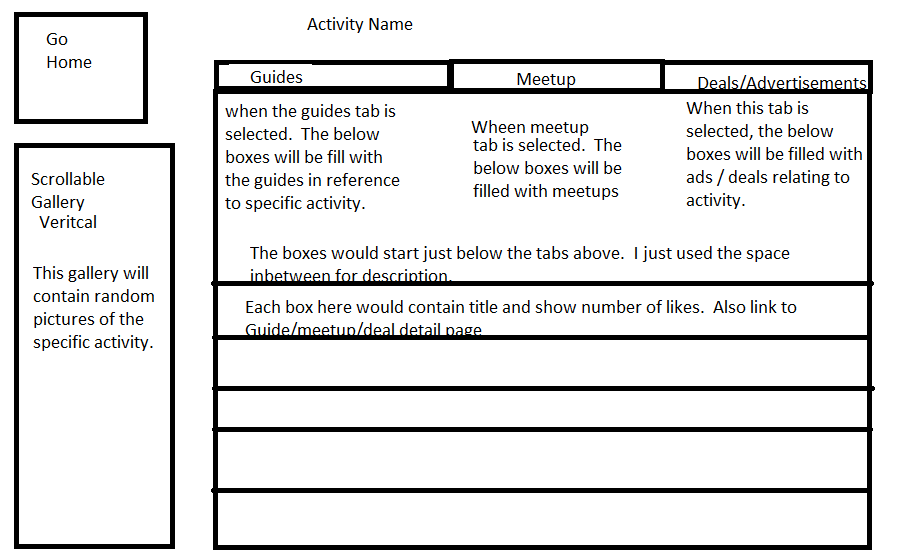 Go
Home
Activity Name
Guides
Meetup
Deals/Advertisements
when the guides tab is
selected.  The below
boxes will be fill with
the guides in reference
to specific activity.
Wheen meetup
tab is selected.  The
below boxes will be
filled with meetups
When this tab is
selected, the below
boxes will be filled with
ads / deals relating to
activity.
Scrollable
Gallery
Veritcal
This gallery will
contain random
pictures of the
specific activity.
The boxes would start just below the tabs above.  I just used the space
inbetween for description.
Each box here would contain title and show number of likes.  Also link to
Guide/meetup/deal detail page